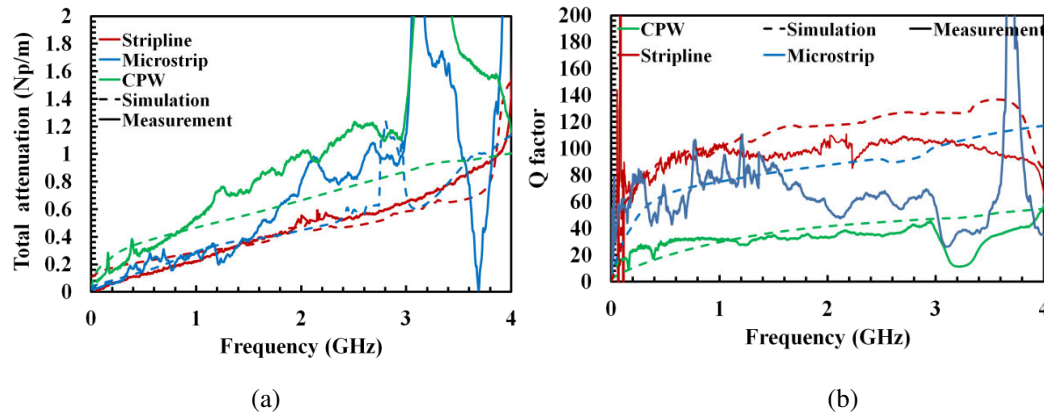 Total attenuation (Np/m)
2
1.8
1.6
1.4
1.2
1
0.8
0.6
0.4
0.2
0
Stripline
Microstrip
CPW
Simulation
Measurement
0 1 2 3 4
Frequency (GHz)
(a)
Q factor
200
180
160
140
120
100
80
60
40
20
0
CPW Simulation Measurement
Stripline Microstrip
0 1 2 3 4
Frequency (GHz)
(b)